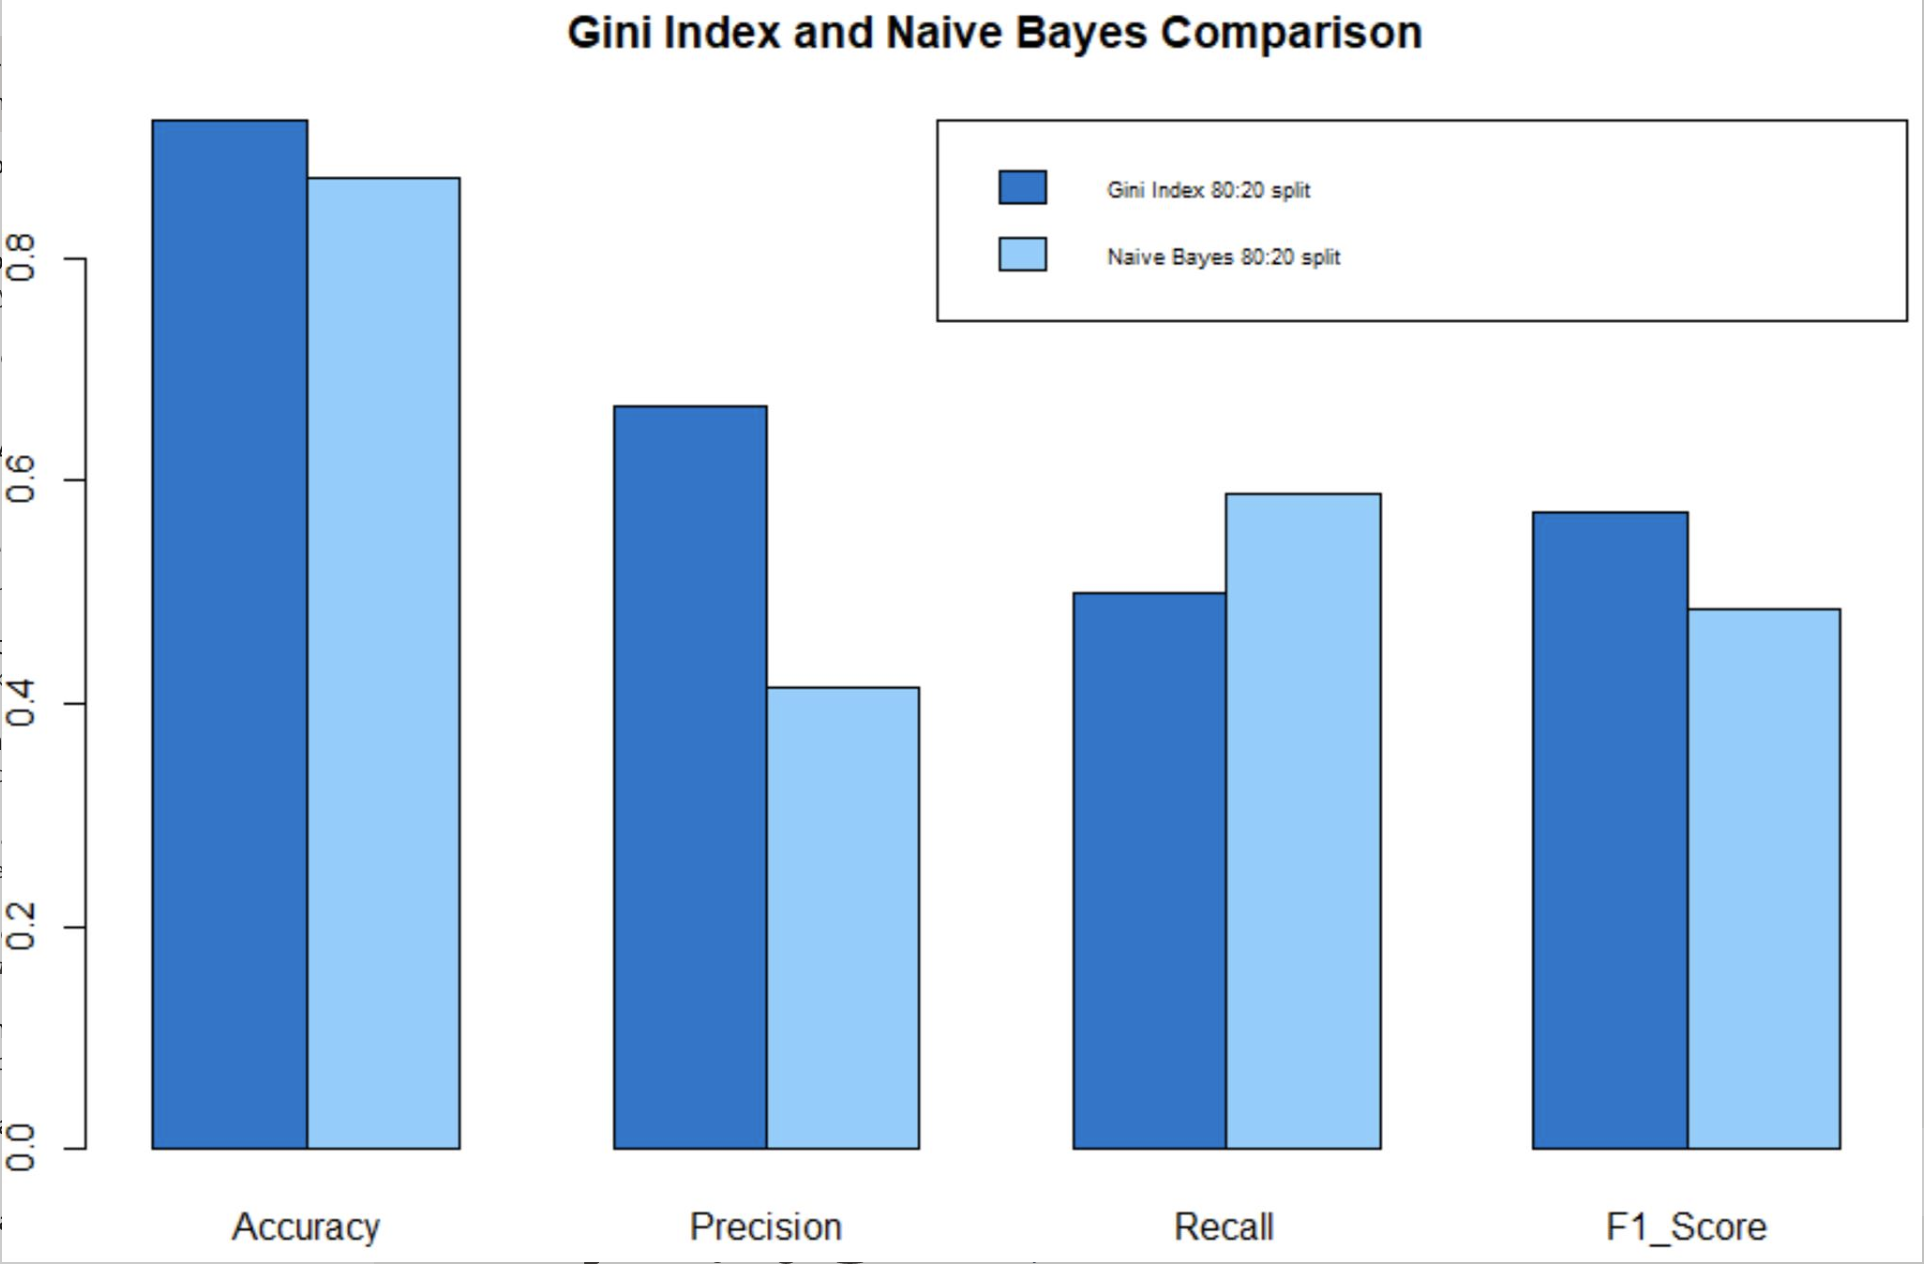 Gini Index and Naive Bayes Comparison
Gini Index 80:20 split
Naive Bayes 80:20 split
0.8
0.6
0.4
0.2
0.0
Accuracy Precision Recall F1_Score